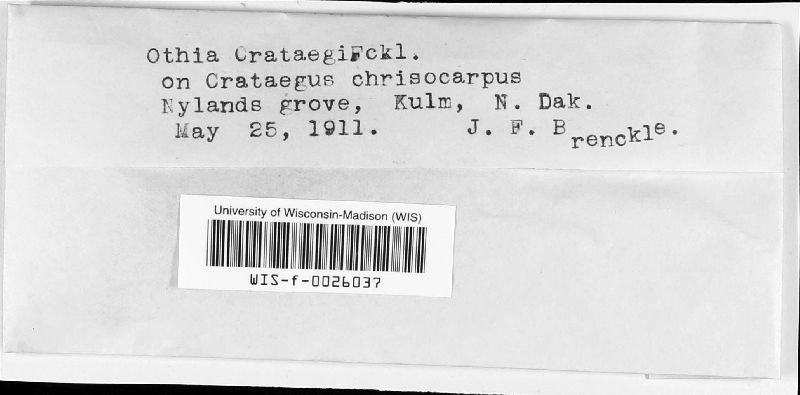 Othia CrataegiFckl.
on Crataegus chrisocarpus
Nylands grove, Kulm, N. Dak.
May 25, 1911. J. F. Brenckle.
University of Wisconsin-Madison (WIS)
WIS-f-0026037